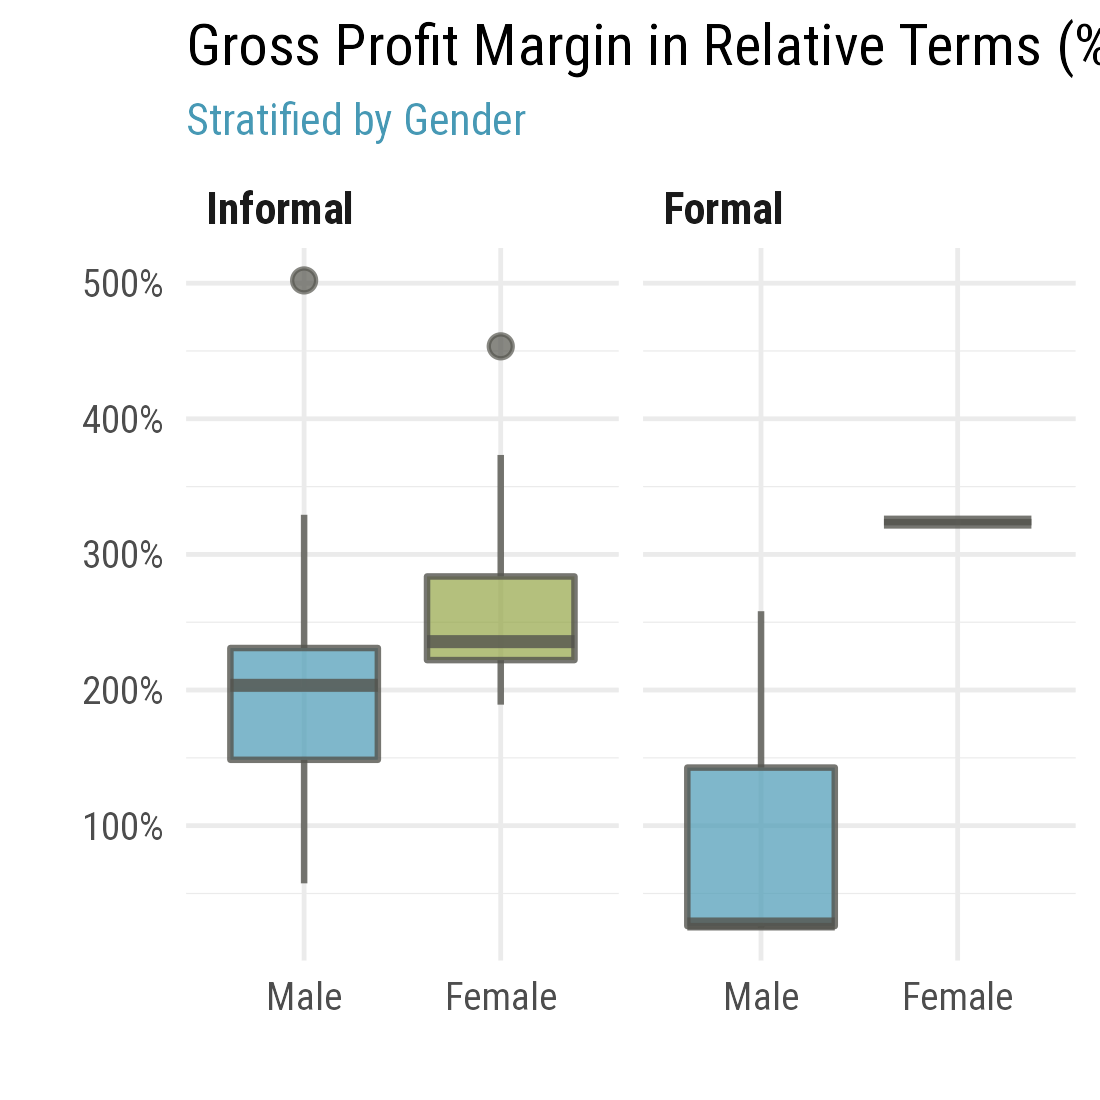 Gross Profit Margin in Relative Terms (%
Stratified by Gender
Informal
Formal
500%
400%
300%
200%
100%
Male
Female
Male
Female